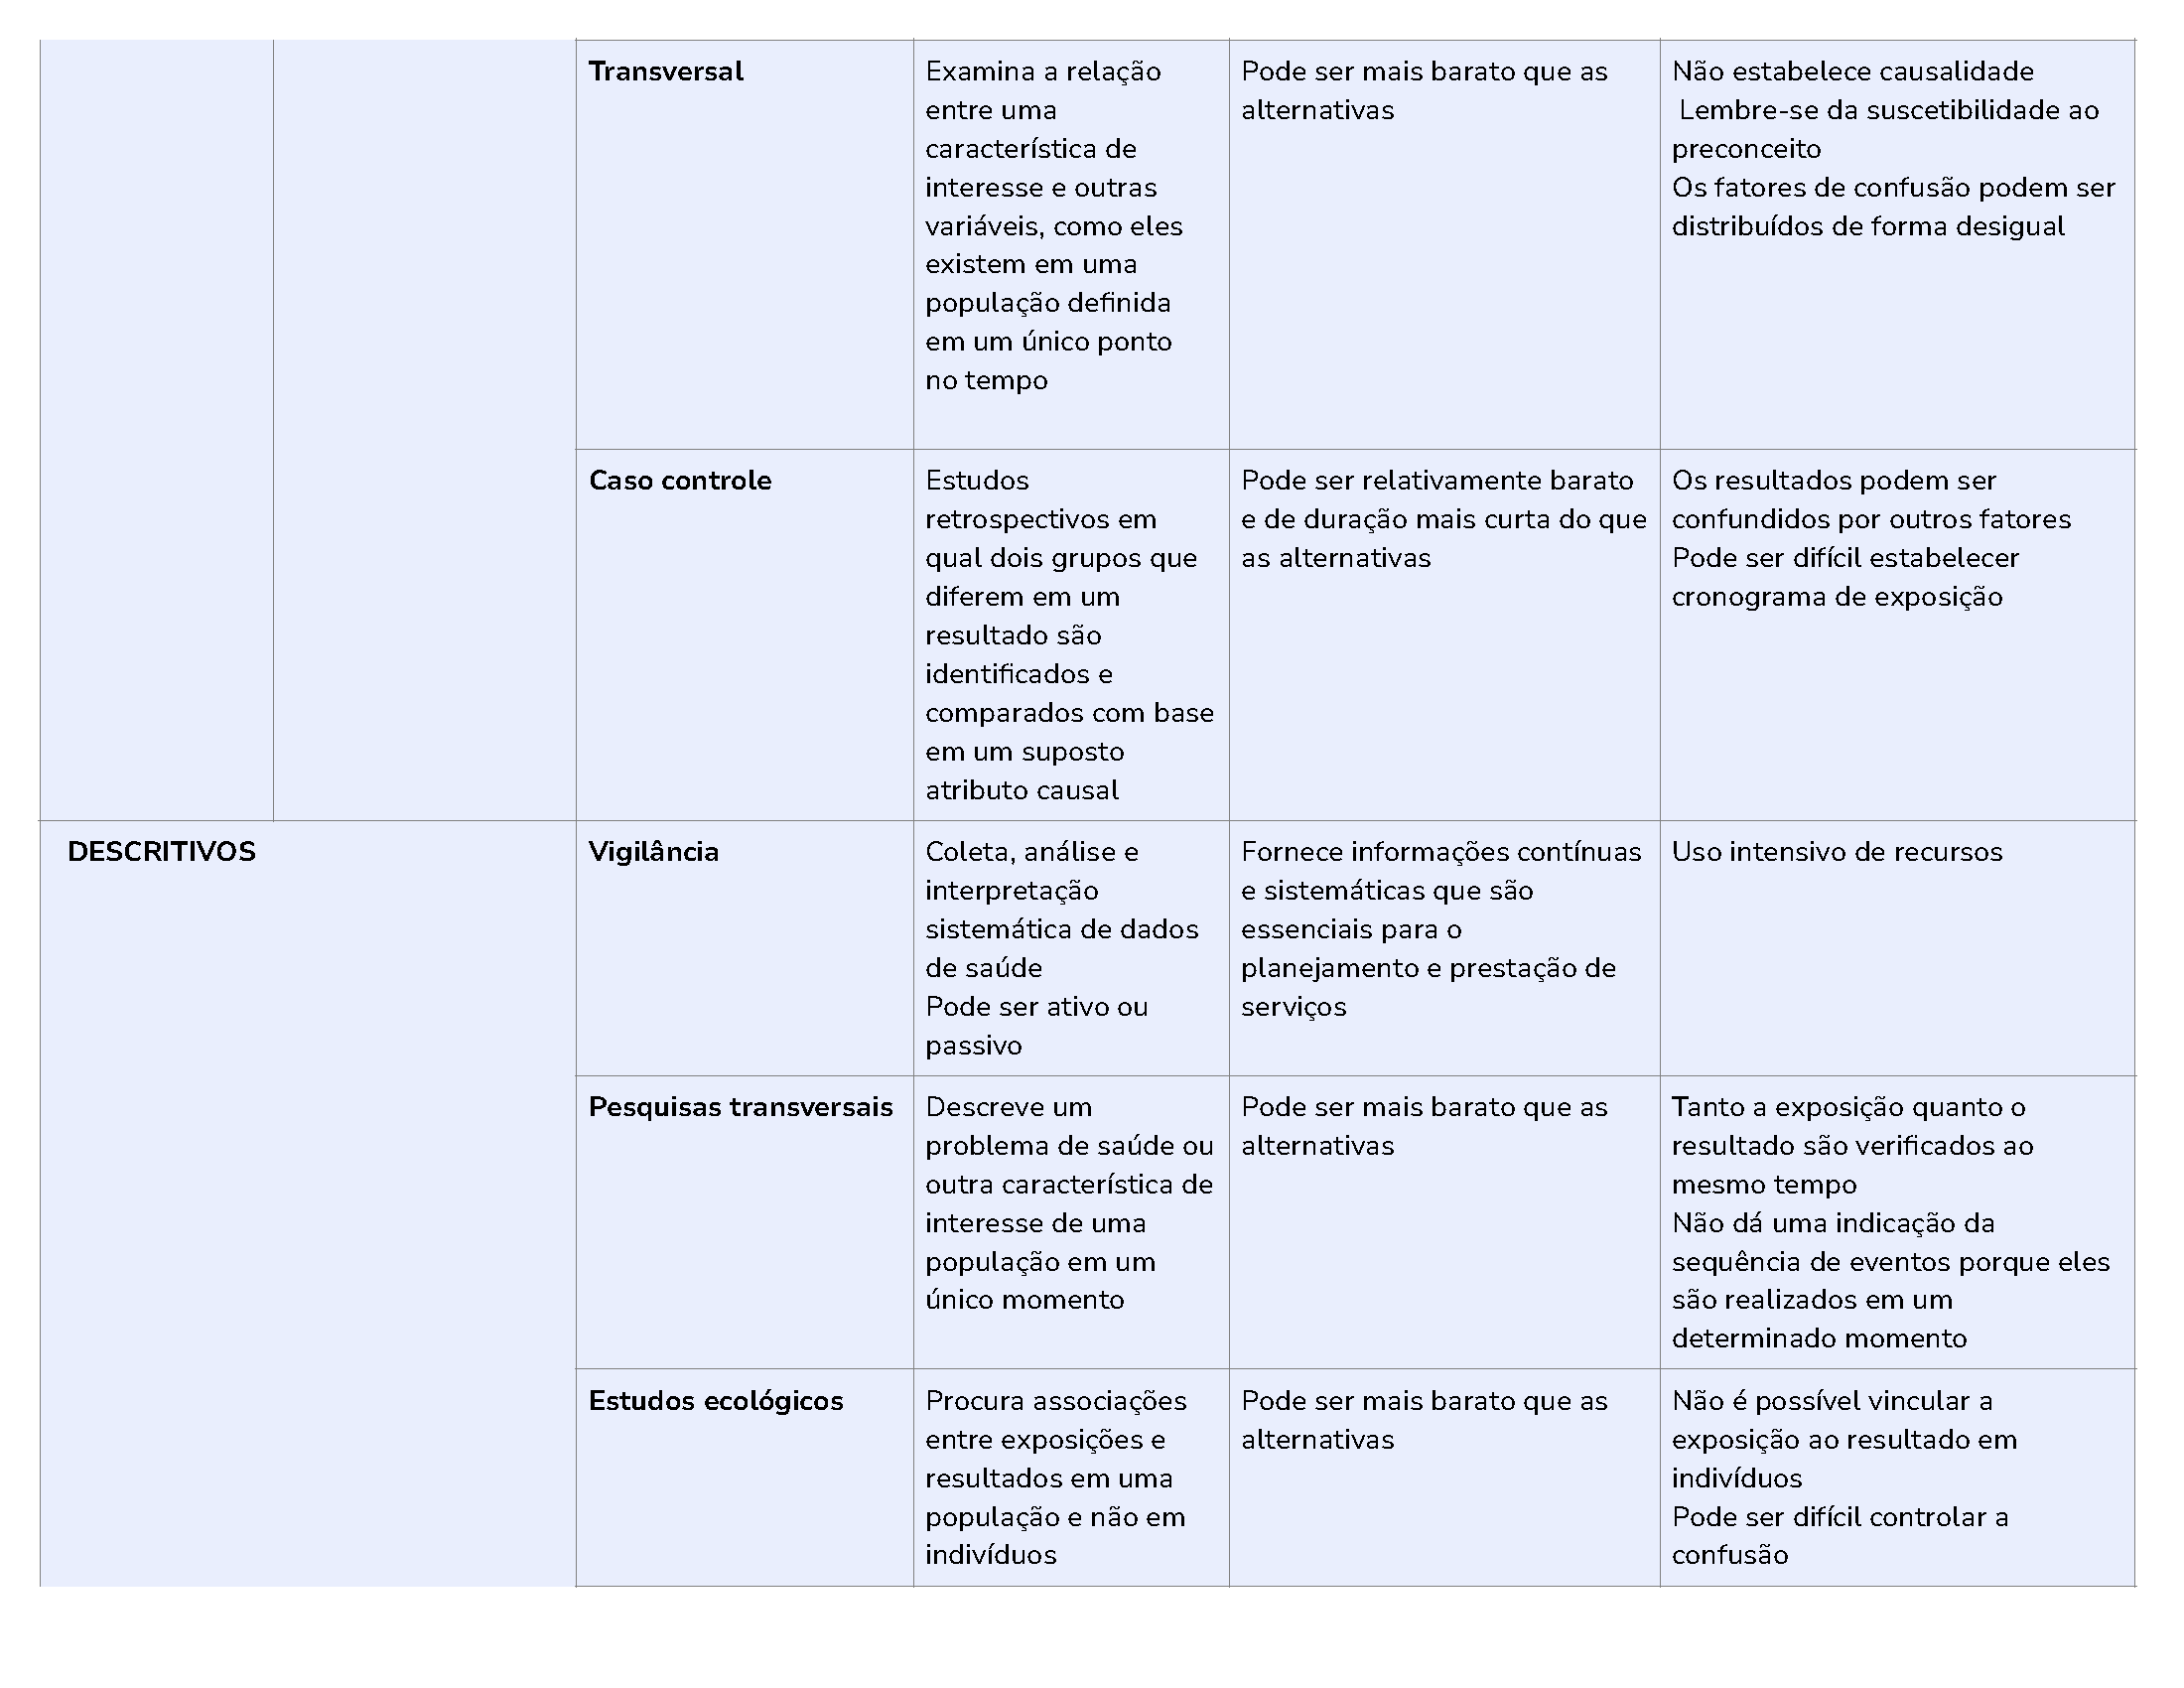 Transversal
Examina a relação
entre uma
característica de
interesse e outras
variáveis, como eles
existem em uma
população definida
em um único ponto
no tempo
Pode ser mais barato que as
alternativas
Não estabelece causalidade
Lembre-se da suscetibilidade ao
preconceito
Os fatores de confusão podem ser
distribuídos de forma desigual
Caso controle
Estudos
retrospectivos em
qual dois grupos que
diferem em um
resultado são
identificados e
comparados com base
em um suposto
atributo causal
Pode ser relativamente barato
e de duração mais curta do que
as alternativas
Os resultados podem ser
confundidos por outros fatores
Pode ser difícil estabelecer
cronograma de exposição
DESCRITIVOS
Vigilância
Coleta, análise e
interpretação
sistemática de dados
de saúde
Pode ser ativo ou
passivo
Fornece informações contínuas
e sistemáticas que são
essenciais para o
planejamento e prestação de
serviços
Uso intensivo de recursos
Pesquisas transversais
Descreve um
problema de saúde ou
outra característica de
interesse de uma
população em um
único momento
Pode ser mais barato que as
alternativas
Tanto a exposição quanto o
resultado são verificados ao
mesmo tempo
Não dá uma indicação da
sequência de eventos porque eles
são realizados em um
determinado momento
Estudos ecológicos
Procura associações
entre exposições e
resultados em uma
população e não em
indivíduos
Pode ser mais barato que as
alternativas
Não é possível vincular a
exposição ao resultado em
indivíduos
Pode ser difícil controlar a
confusão